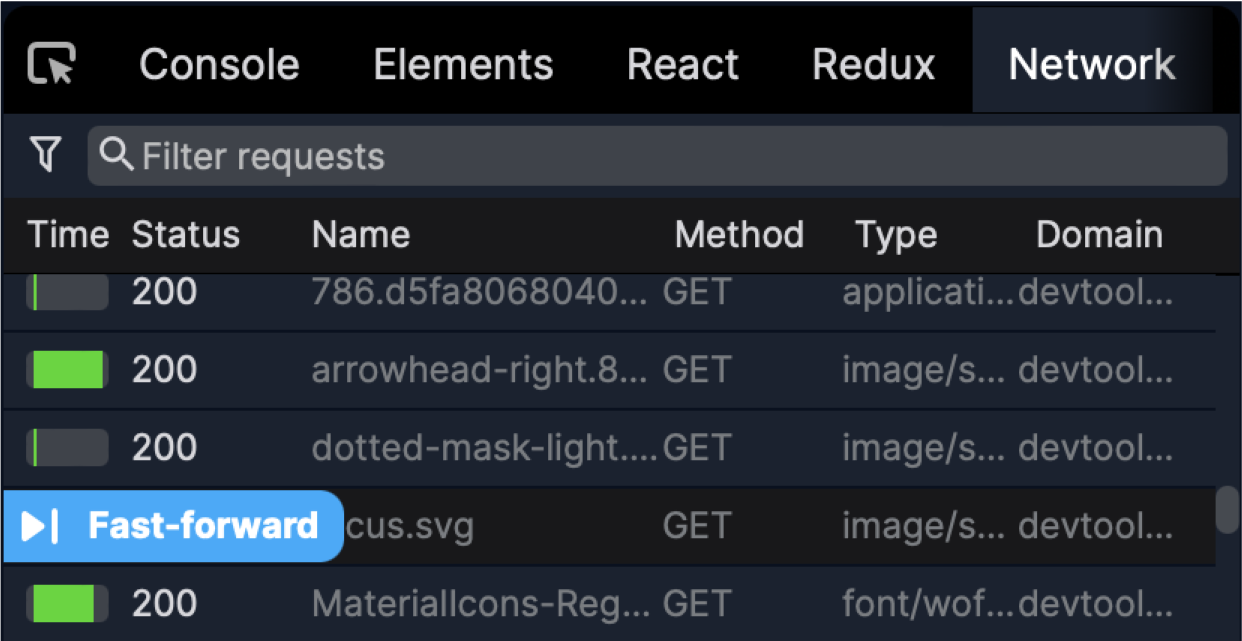 Console Elements React Redux Network
Filter requests
Time Status Name Method Type Domain
200 786.d5fa8068040... GET applicati... devtool...
200 arrowhead-right.8... GET image/s... devtool...
200 dotted-mask-light.... GET image/s... devtool...
Fast-forward cus.svg GET image/s... devtool...
200 MaterialIcons-Reg... GET font/wof... devtool...